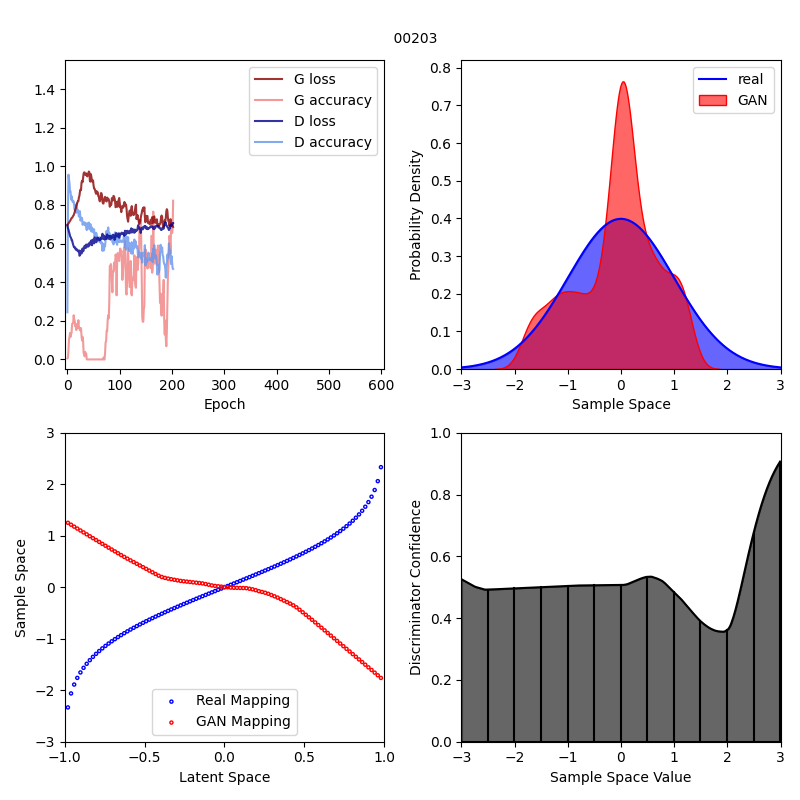 00203
G loss
G accuracy
D loss
D accuracy
1.4
1.2
1.0
0.8
0.6
0.4
0.2
0.0
0 100 200 300 400 500 600
Epoch
real
GAN
Probability Density
0.8
0.7
0.6
0.5
0.4
0.3
0.2
0.1
0.0
−3 −2 −1 0 1 2 3
Sample Space
Sample Space
3
2
1
0
−1
−2
−3
Real Mapping
GAN Mapping
−1.0 −0.5 0.0 0.5 1.0
Latent Space
Discriminator Confidence
1.0
0.8
0.6
0.4
0.2
0.0
−3 −2 −1 0 1 2 3
Sample Space Value